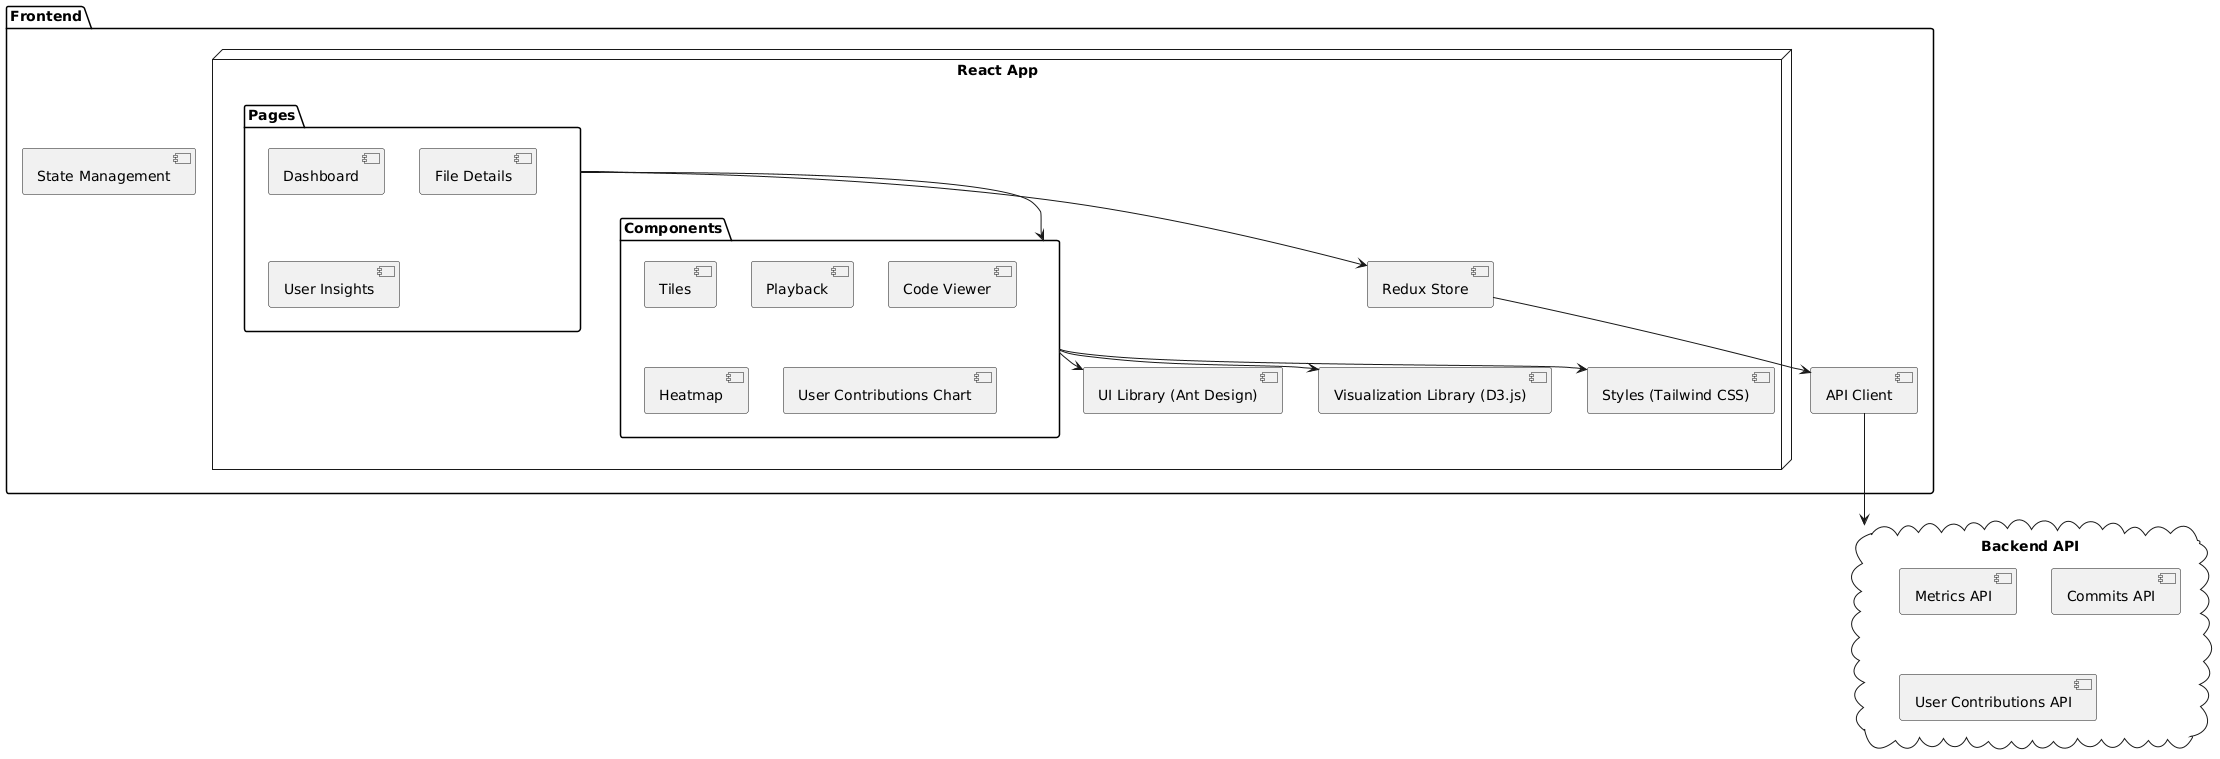 Frontend
React App
Pages
State Management
Dashboard
File Details
User Insights
Components
Tiles
Playback
Code Viewer
Redux Store
Heatmap
User Contributions Chart
UI Library (Ant Design)
Visualization Library (D3.js)
Styles (Tailwind CSS)
API Client
Backend API
Metrics API
Commits API
User Contributions API